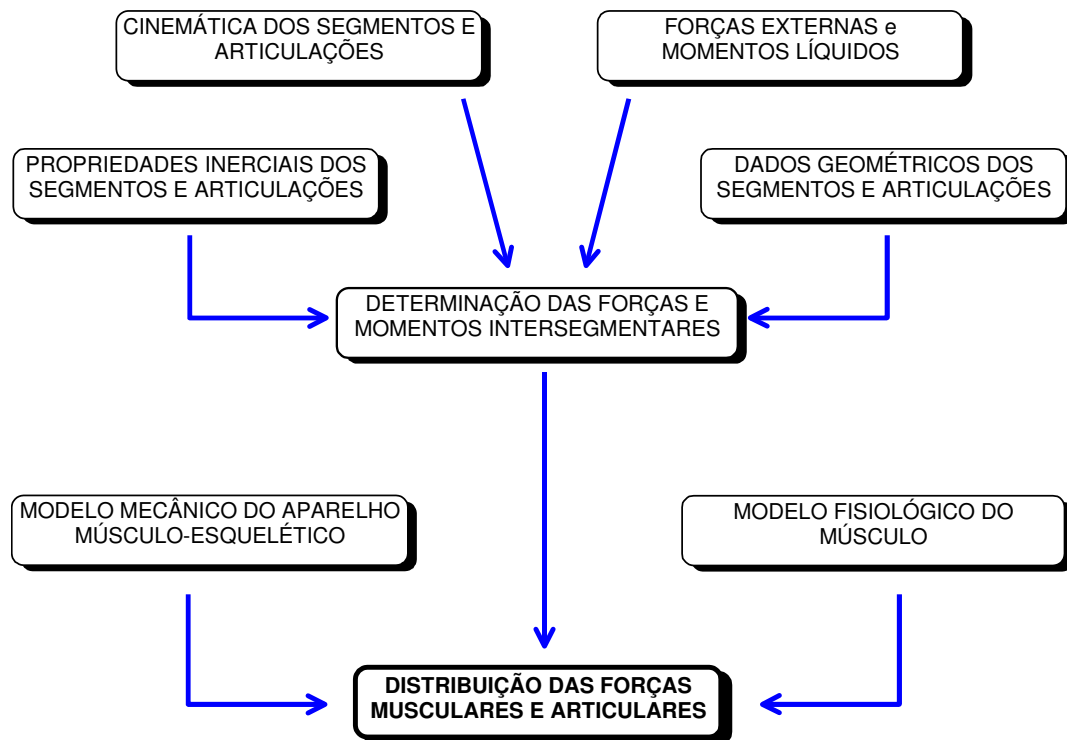 CINEMÁTICA DOS SEGMENTOS E
ARTICULAÇÕES
FORÇAS EXTERNAS e
MOMENTOS LÍQUIDOS
PROPRIEDADES INERCIAIS DOS
SEGMENTOS E ARTICULAÇÕES
DADOS GEOMÉTRICOS DOS
SEGMENTOS E ARTICULAÇÕES
DETERMINAÇÃO DAS FORÇAS E
MOMENTOS INTERSEGMENTARES
MODELO MECÂNICO DO APARELHO
MÚSCULO-ESQUELÉTICO
MODELO FISIOLÓGICO DO
MÚSCULO
DISTRIBUIÇÃO DAS FORÇAS
MUSCULARES E ARTICULARES